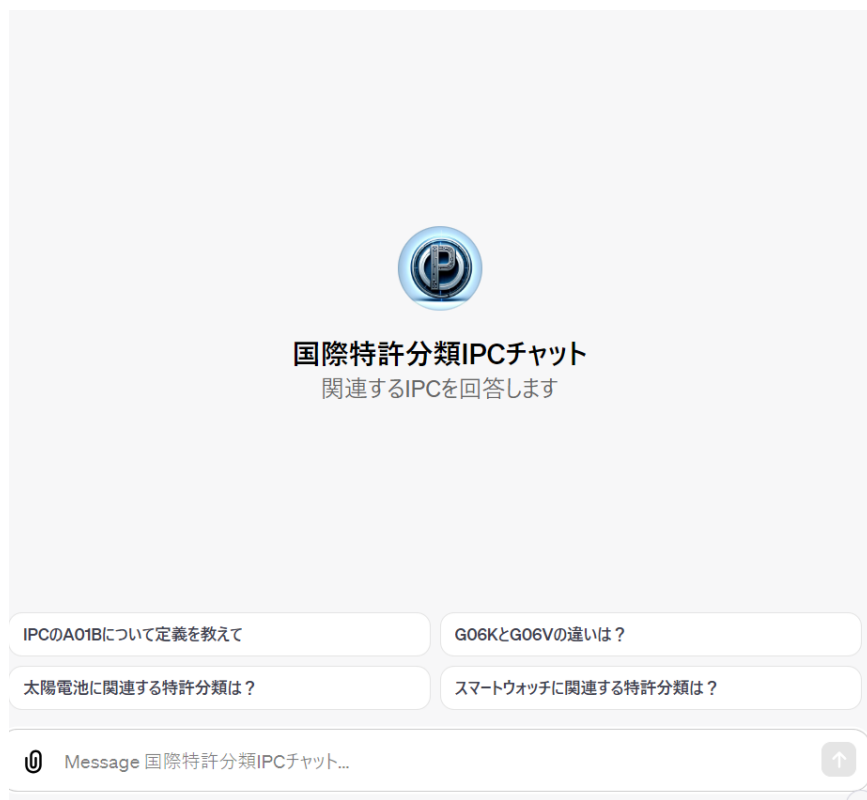 P
国際特許分類IPCチャット
関連するIPCを回答します
IPCのA01Bについて定義を教えて
G06KとG06Vの違いは？
太陽電池に関連する特許分類は？
スマートウォッチに関連する特許分類は？
Message 国際特許分類IPCチャット...